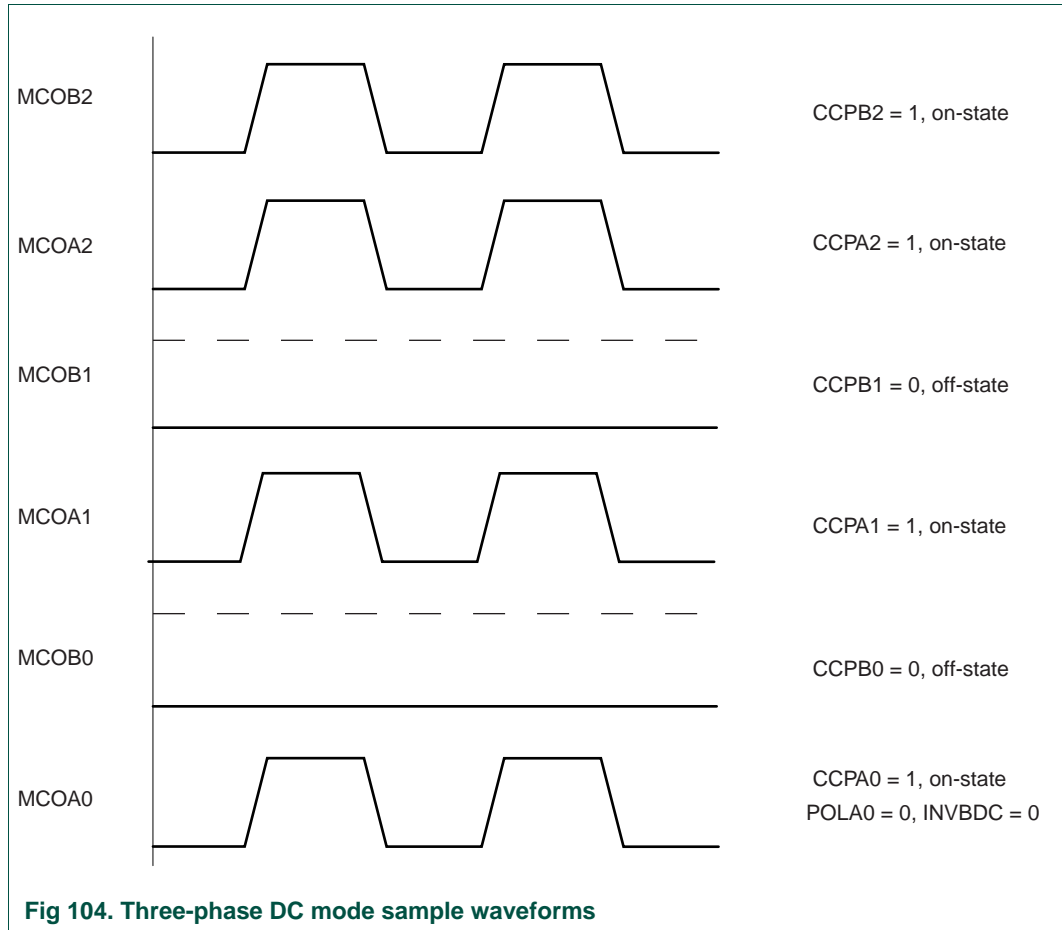 MCOB2
CCPB2 = 1, on-state
MCOA2
CCPA2 = 1, on-state
MCOB1
CCPB1 = 0, off-state
MCOA1
CCPA1 = 1, on-state
MCOB0
CCPB0 = 0, off-state
MCOA0
CCPA0 = 1, on-state
POLA0 = 0, INVBDC = 0
Fig 104. Three-phase DC mode sample waveforms